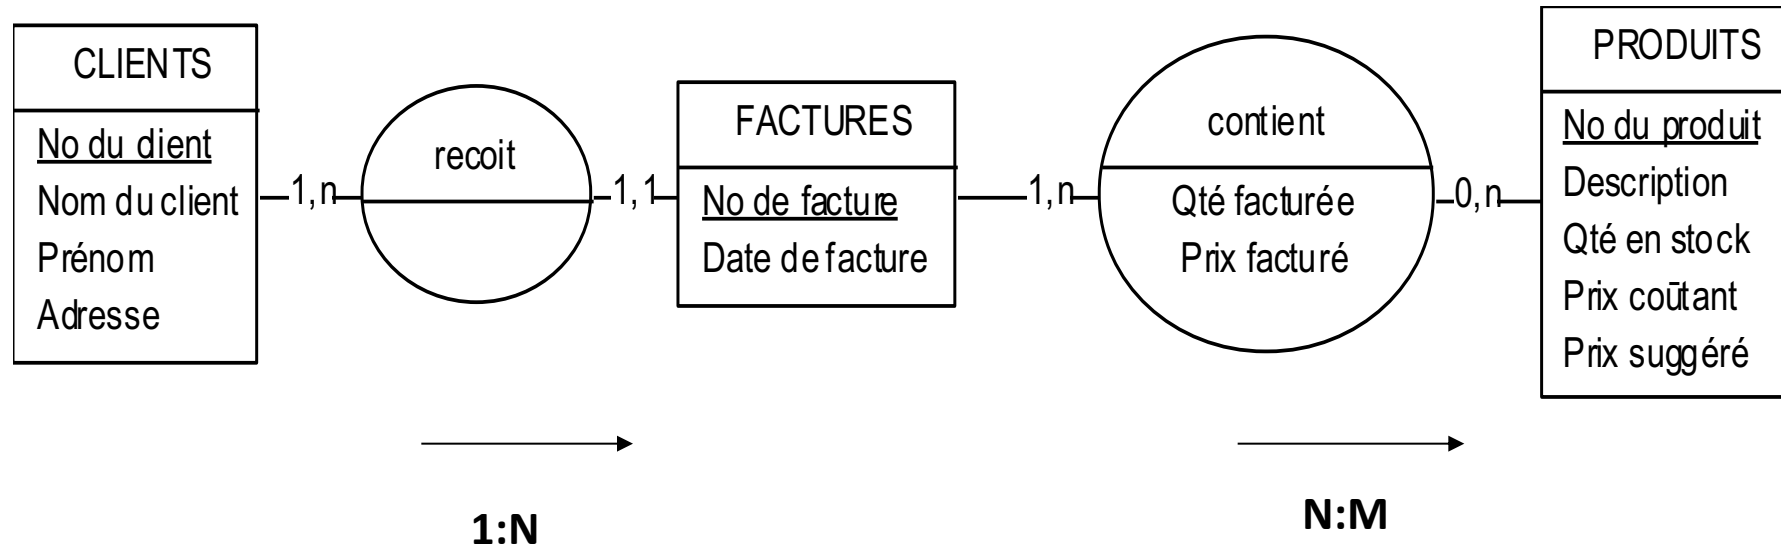 CLIENTS
No du client
Nom du client
Prénom
Adresse
1,n
recoit
1,1
FACTURES
No de facture
Date de facture
1,n
contient
Qté facturée
Prix facturé
0,n
PRODUITS
No du produit
Description
Qté en stock
Prix coûtant
Prix suggéré
1:N
N:M